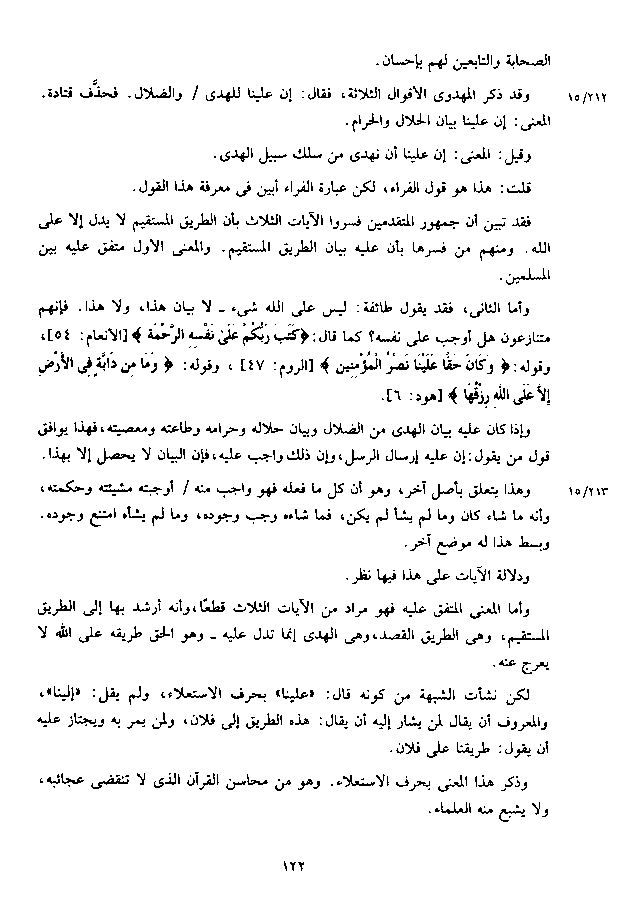 الصحابة والتابعين لهم بإحسان.
١٥/٢١٢ وقد ذكر المهدوى الأقوال الثلاثة، فقال: إن علينا للهدى / والضلال. فحذَّف قتادة.
المعنى: إن علينا بيان الحلال والحرام.
وقيل: المعنى: إن علينا أن نهدى من سلك سبيل الهدى.
قلت: هذا هو قول الفراء، لكن عبارة الفراء أبين فى معرفة هذا القول.
فقد تبين أن جمهور المتقدمين فسروا الآيات الثلاث بأن الطريق المستقيم لا يدل إلا على
الله. ومنهم من فسرها بأن عليه بيان الطريق المستقيم. والمعنى الأول متفق عليه بين
المسلمين.
وأما الثانى، فقد يقول طائفة: ليس على الله شىء ـ لا بيان هذا، ولا هذا. فإنهم
متنازعون هل أوجب على نفسه؟ كما قال: ﴿كَتَبَ رَبُّكُمْ عَلَىٰ نَفْسِهِ الرَّحْمَةَ﴾ [الأنعام: ٥٤]،
وقوله: ﴿وَكَانَ حَقًّا عَلَيْنَا نَصْرُ الْمُؤْمِنِينَ﴾ [الروم: ٤٧]، وقوله: ﴿وَمَا مِن دَابَّةٍ فِي الأَرْضِ
إِلاَّ عَلَى اللَّهِ رِزْقُهَا﴾ [هود: ٦].
وإذا كان عليه بيان الهدى من الضلال وبيان حلاله وحرامه وطاعته ومعصيته، فهذا يوافق
قول من يقول: إن عليه إرسال الرسل، وإن ذلك واجب عليه، فإن البيان لا يحصل إلا بهذا.
١٥/٢١٣ وهذا يتعلق بأصل آخر، وهو أن كل ما فعله فهو واجب منه / أوجبته مشيئته وحكمته،
وأنه ما شاء كان وما لم يشأ لم يكن، فما شاءه وجب وجوده، وما لم يشأه امتنع وجوده.
وبسط هذا له موضع آخر.
ودلالة الآيات على هذا فيها نظر.
وأما المعنى المتفق عليه فهو مراد من الآيات الثلاث قطعًا، وأنه أرشد بها إلى الطريق
المستقيم، وهى الطريق القصد، وهى الهدى إنما تدل عليه ـ وهو الحق طريقه على الله لا
يعرج عنه.
لكن نشأت الشبهة من كونه قال: «علينا» بحرف الاستعلاء، ولم يقل: «إلينا»،
والمعروف أن يقال لمن يشار إليه أن يقال: هذه الطريق إلى فلان، ولمن يمر به ويجتاز عليه
أن يقول: طريقنا على فلان.
وذكر هذا المعنى بحرف الاستعلاء. وهو من محاسن القرآن الذى لا تنقضى عجائبه،
ولا يشبع منه العلماء.
١٢٢